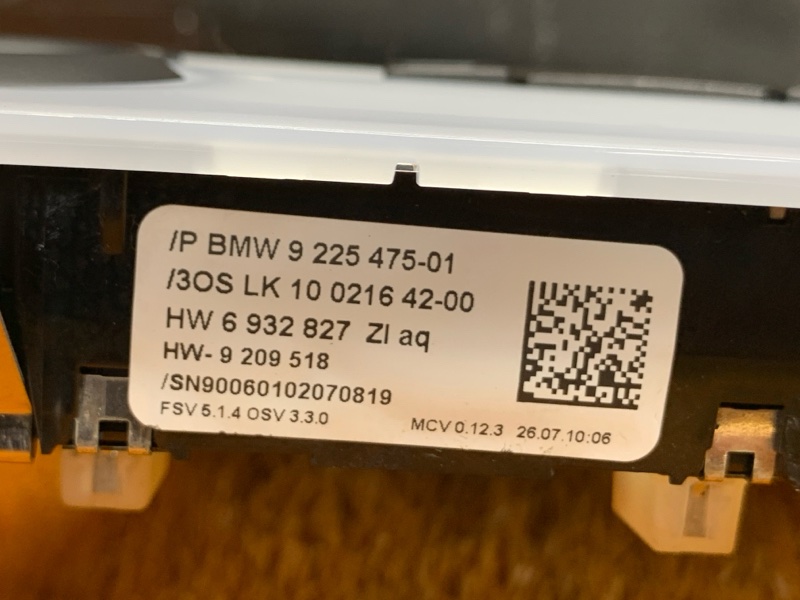 /P BMW 9 225 475-01
/3OS LK 10 0216 42-00
HW 6 932 827 ZI aq
HW- 9 209 518
/SN90060102070819
FSV 5.1.4 OSV 3.3.0
MCV 0.12.3 26.07.10:06